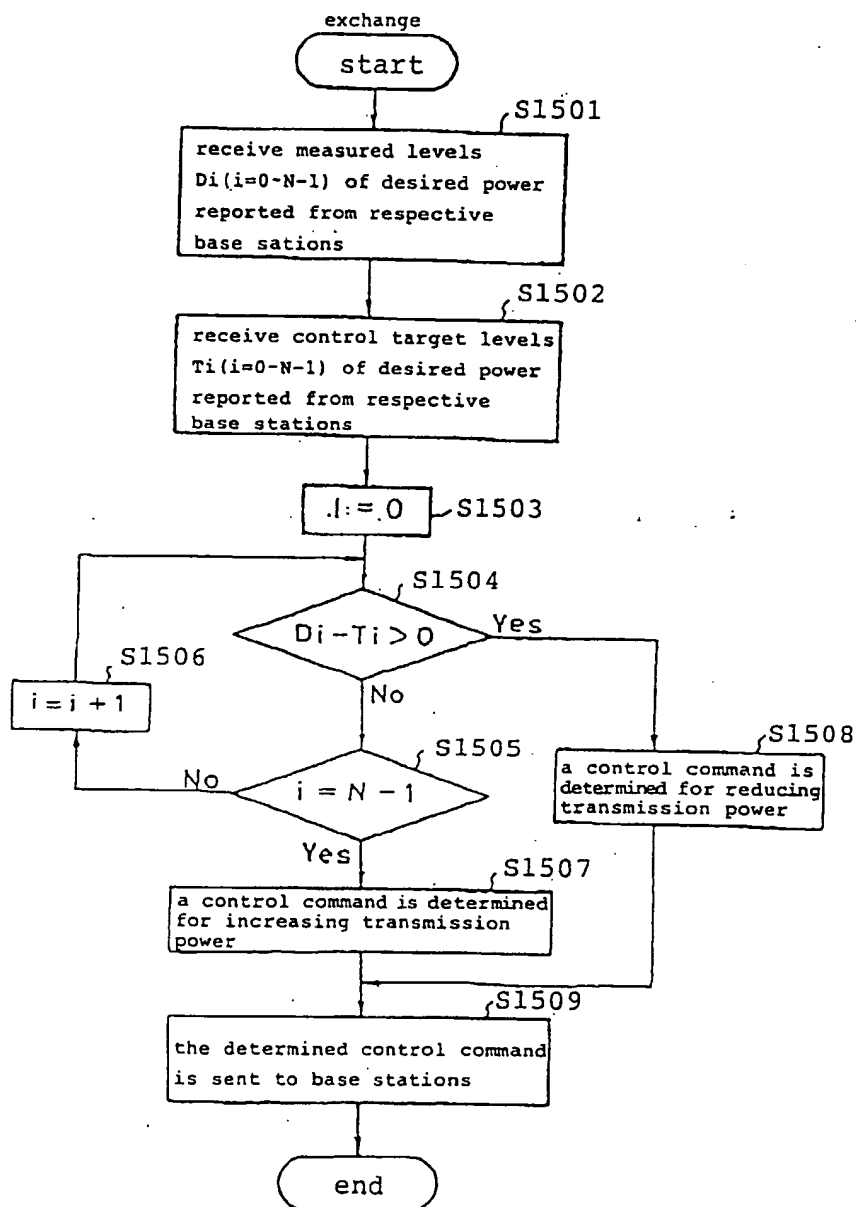 exchange
start
S1501
receive measured levels
Di(i=0~N-1) of desired power
reported from respective
base sations
S1502
receive control target levels
Ti(i=0-N-1) of desired power
reported from respective
base stations
I:=0
S1503
S1504
Di-Ti>0
Yes
S1506
i=i+1
No
S1505
i=N-1
No
S1508
a control command is
determined for reducing
transmission power
Yes
S1507
a control command is determined
for increasing transmission
power
S1509
the determined control command
is sent to base stations
end